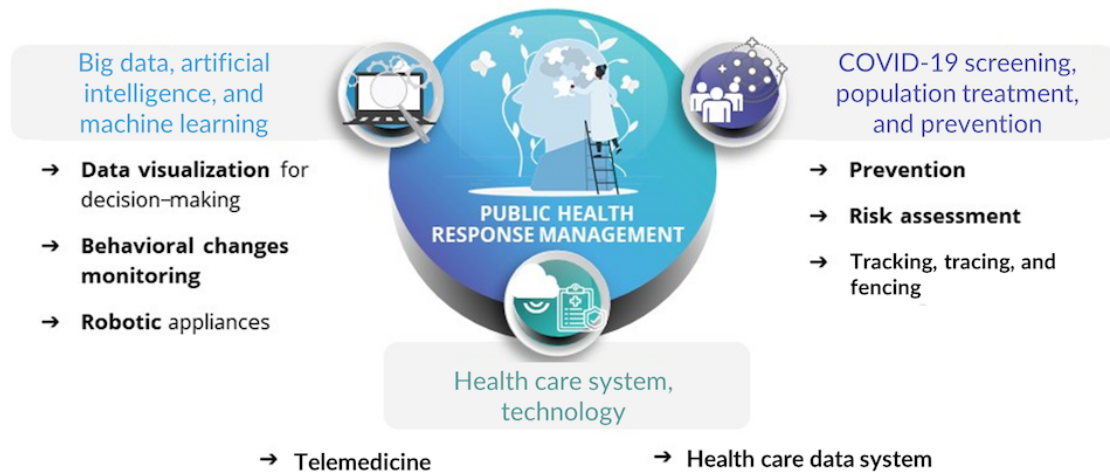 Big data, artificial
intelligence, and
machine learning
→ Data visualization for
decision-making
→ Behavioral changes
monitoring
→ Robotic appliances
PUBLIC HEALTH
RESPONSE MANAGEMENT
COVID-19 screening,
population treatment,
and prevention
→ Prevention
→ Risk assessment
→ Tracking, tracing, and
fencing
Health care system,
technology
→ Telemedicine
→ Health care data system